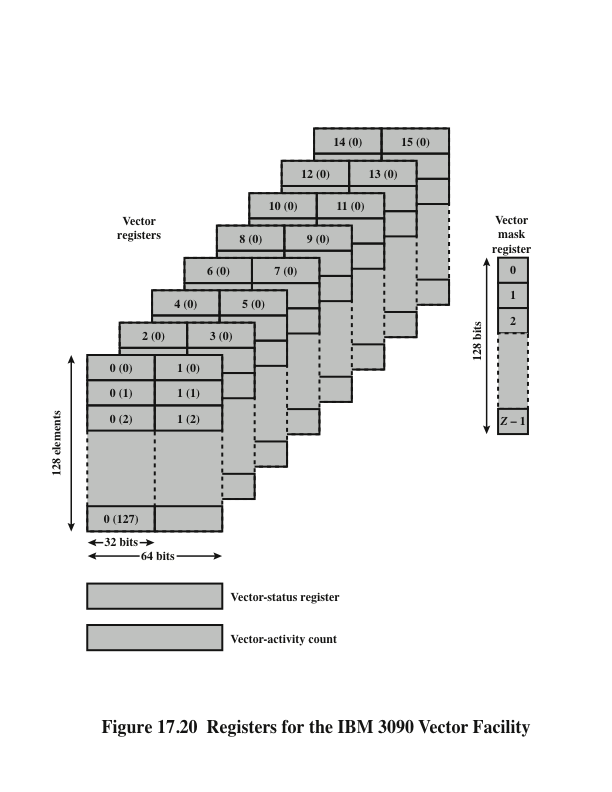 14 (0) 15 (0)
12 (0) 13 (0)
10 (0) 11 (0)
8 (0) 9 (0)
6 (0) 7 (0)
4 (0) 5 (0)
2 (0) 3 (0)
0 (0) 1 (0)
0 (1) 1 (1)
0 (2) 1 (2)
0 (127)
Vector
registers
128 elements
32 bits
64 bits
Vector
mask
register
0
1
2
Z – 1
128 bits
Vector-status register
Vector-activity count
Figure 17.20 Registers for the IBM 3090 Vector Facility